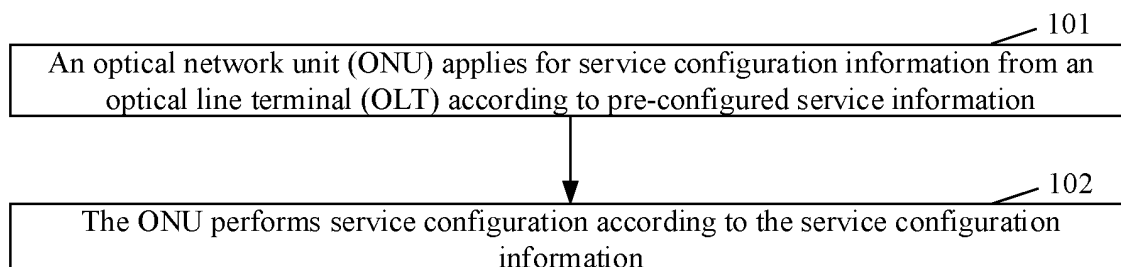 101
An optical network unit (ONU) applies for service configuration information from an
optical line terminal (OLT) according to pre-configured service information
102
The ONU performs service configuration according to the service configuration
information